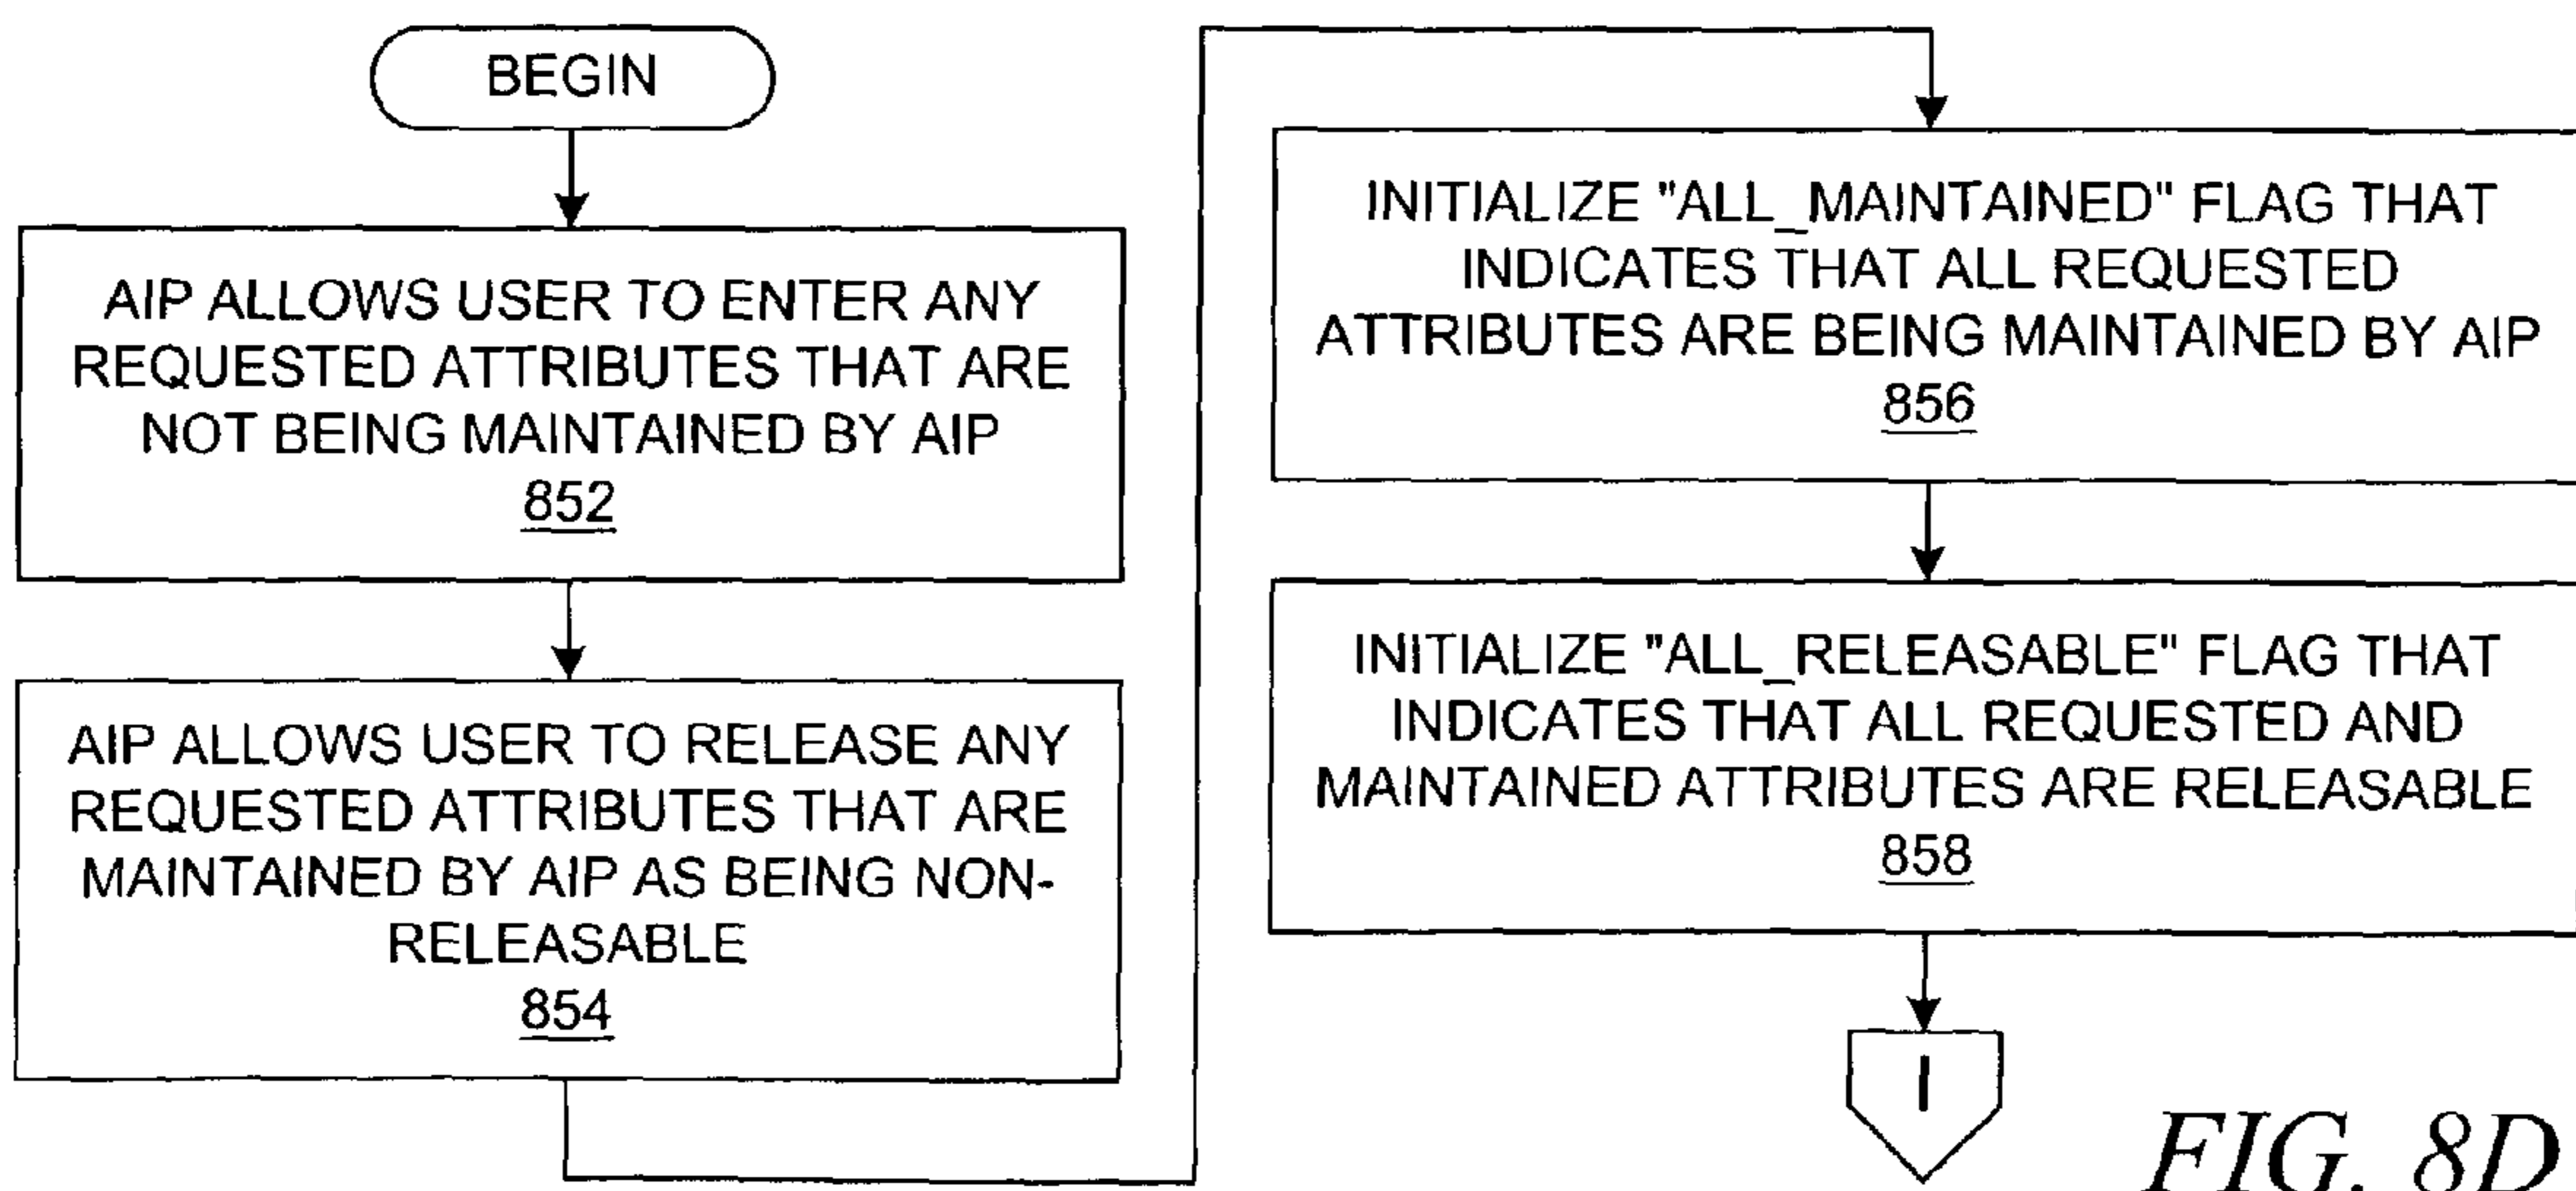 BEGIN
AIP ALLOWS USER TO ENTER ANY
REQUESTED ATTRIBUTES THAT ARE
NOT BEING MAINTAINED BY AIP
852
AIP ALLOWS USER TO RELEASE ANY
REQUESTED ATTRIBUTES THAT ARE
MAINTAINED BY AIP AS BEING NON-
RELEASABLE
854
INITIALIZE "ALL_MAINTAINED" FLAG THAT
INDICATES THAT ALL REQUESTED
ATTRIBUTES ARE BEING MAINTAINED BY AIP
856
INITIALIZE "ALL_RELEASABLE" FLAG THAT
INDICATES THAT ALL REQUESTED AND
MAINTAINED ATTRIBUTES ARE RELEASABLE
858
I
FIG. 8D